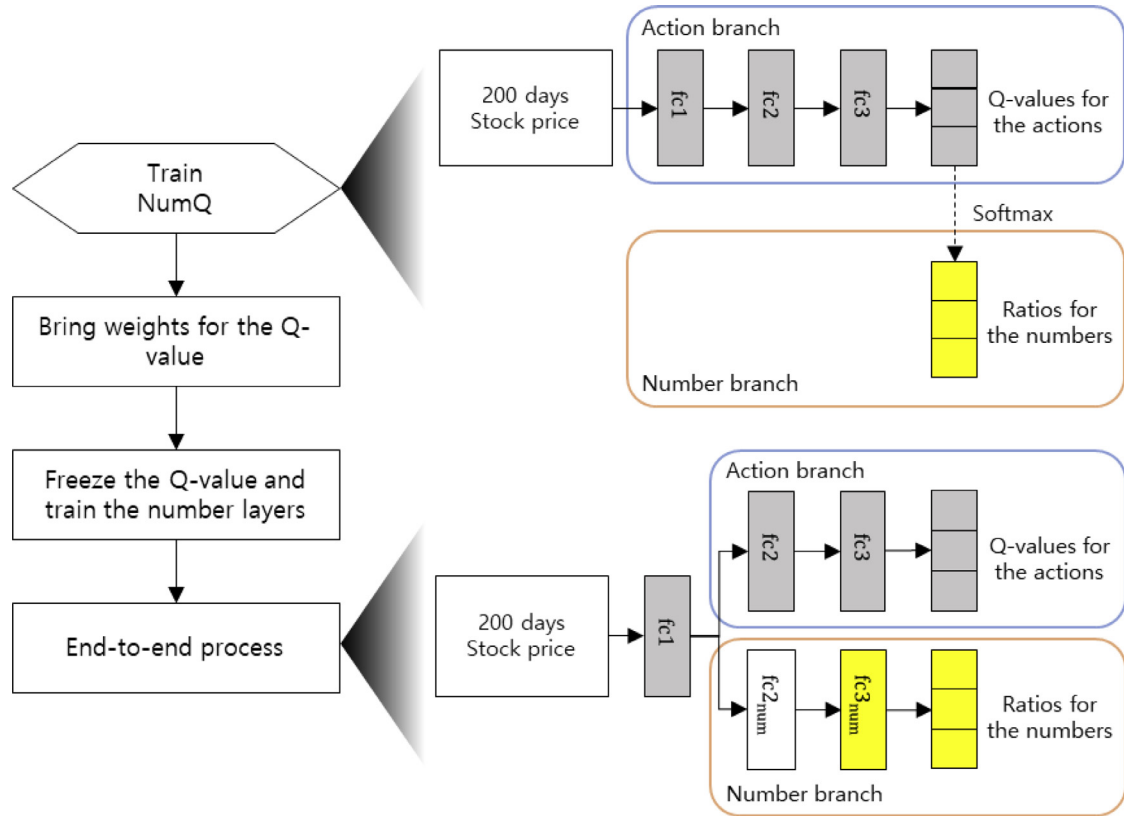 Train
NumQ
Bring weights for the Q-
value
Freeze the Q-value and
train the number layers
End-to-end process
Action branch
200 days
Stock price
fc1
fc2
fc3
Q-values for
the actions
Softmax
Ratios for
the numbers
Number branch
Action branch
fc2
fc3
Q-values for
the actions
200 days
Stock price
fc1
fc2num
fc3num
Ratios for
the numbers
Number branch